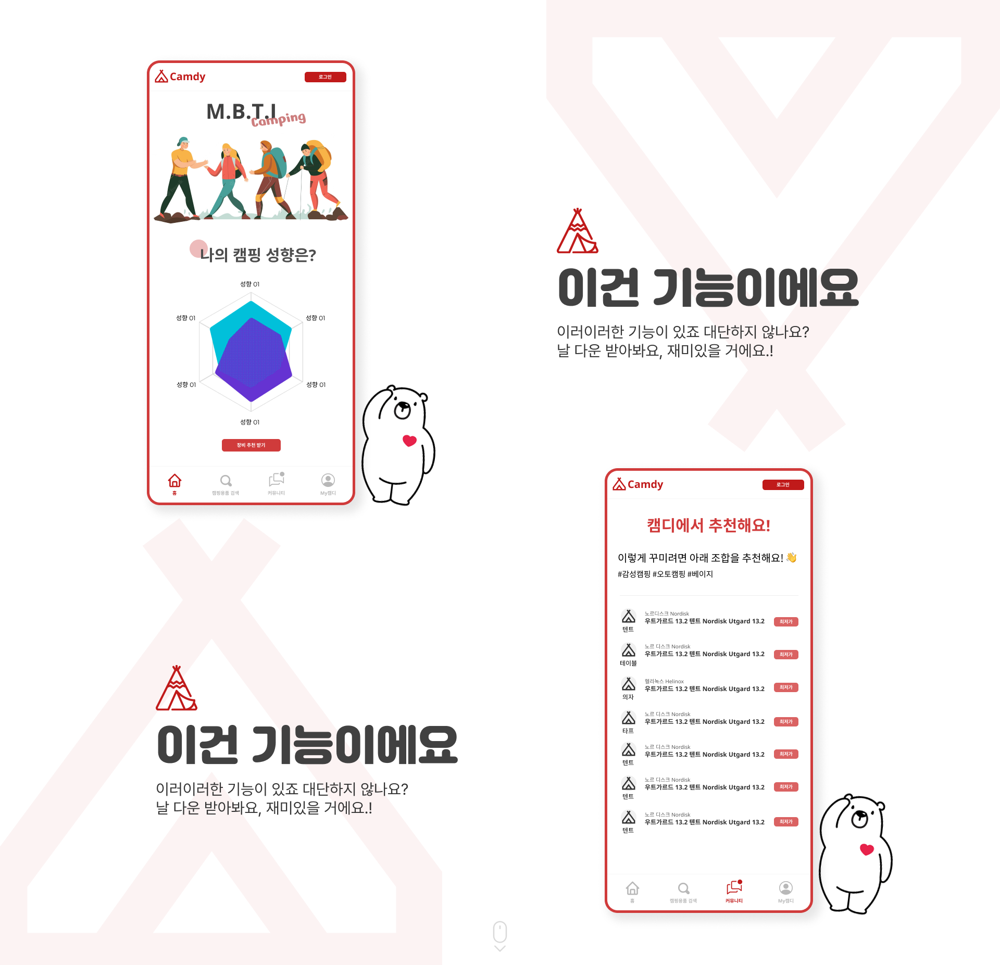 Camdy
로그인
M.B.T.I
Camping
나의 캠핑 성향은?
성향 01
성향 01
성향 01
성향 01
성향 01
성향 01
장비 추천 받기
홈
캠핑용품 검색
커뮤니티
My캠디
이건 기능이에요
이러이러한 기능이 있죠 대단하지 않나요?
날 다운 받아봐요, 재미있을 거에요.!
이건 기능이에요
이러이러한 기능이 있죠 대단하지 않나요?
날 다운 받아봐요, 재미있을 거에요.!
Camdy
로그인
캠디에서 추천해요!
이렇게 꾸미려면 아래 조합을 추천해요! 👋
#감성캠핑 #오토캠핑 #베이지
노르디스크 Nordisk
우트가르드 13.2 텐트 Nordisk Utgard 13.2
최저가
텐트
노르 디스크 Nordisk
우트가르드 13.2 텐트 Nordisk Utgard 13.2
최저가
테이블
헬리녹스 Helinox
우트가르드 13.2 텐트 Nordisk Utgard 13.2
최저가
의자
노르 디스크 Nordisk
우트가르드 13.2 텐트 Nordisk Utgard 13.2
최저가
타프
노르 디스크 Nordisk
우트가르드 13.2 텐트 Nordisk Utgard 13.2
최저가
텐트
노르 디스크 Nordisk
우트가르드 13.2 텐트 Nordisk Utgard 13.2
최저가
텐트
노르 디스크 Nordisk
우트가르드 13.2 텐트 Nordisk Utgard 13.2
최저가
텐트
홈
캠핑용품 검색
커뮤니티
My캠디